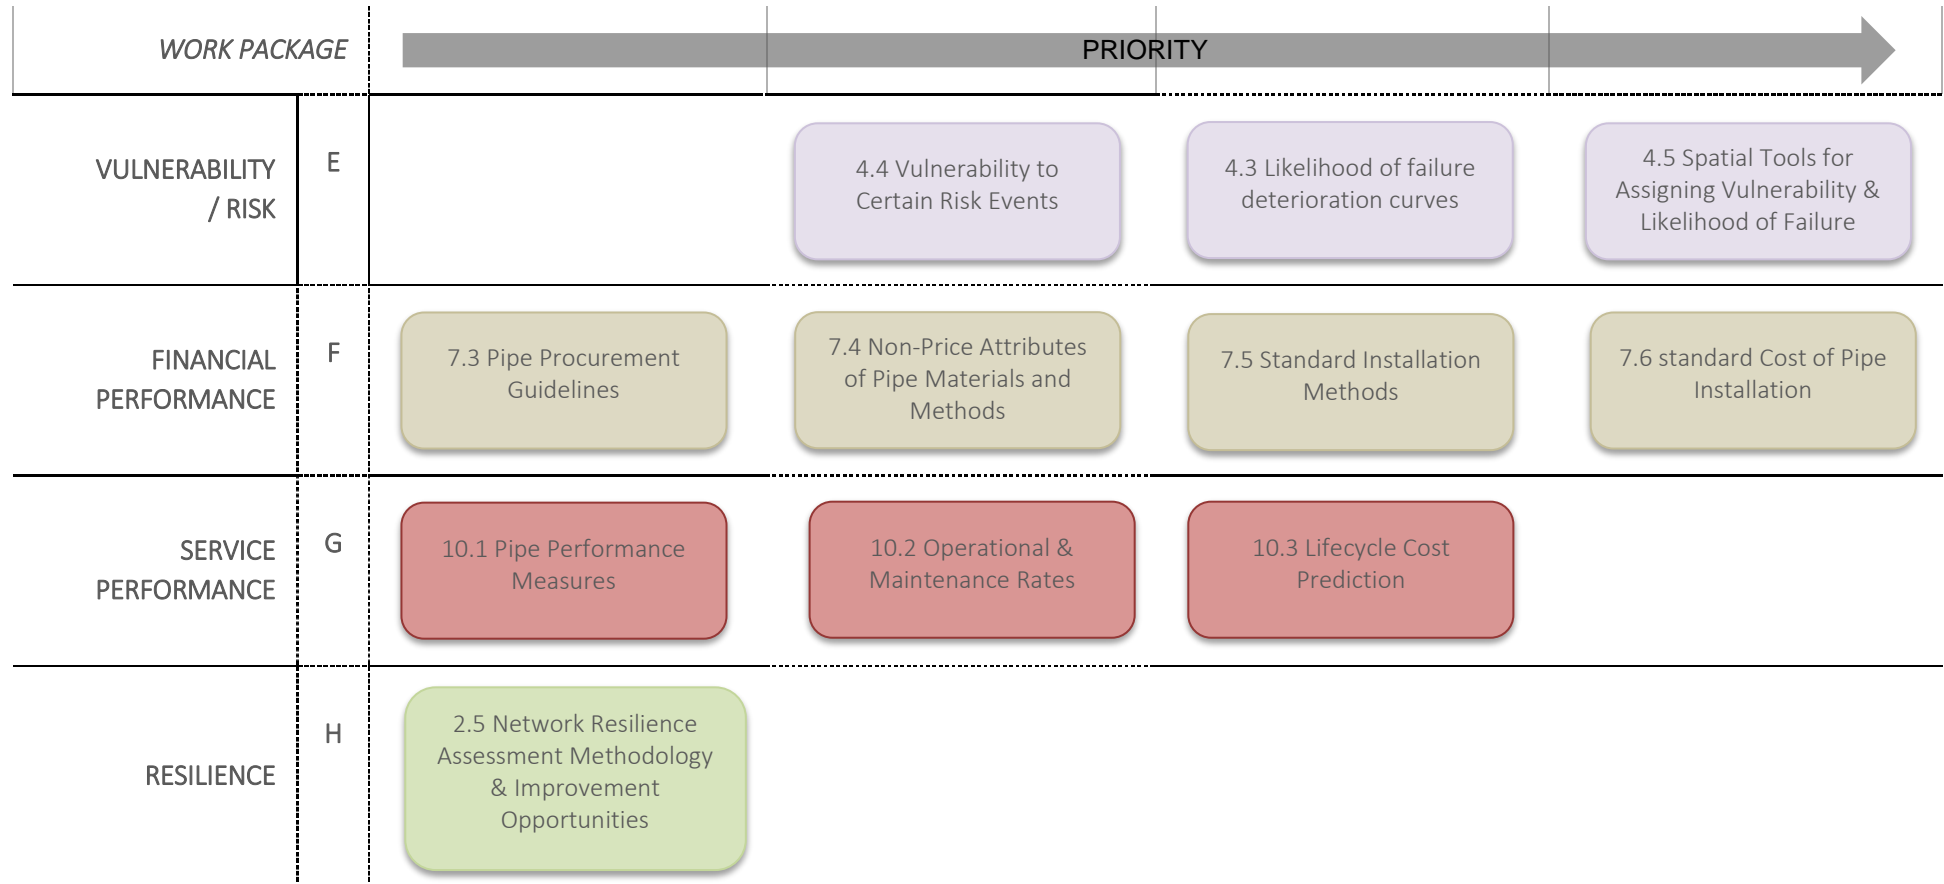 WORK PACKAGE
PRIORITY
VULNERABILITY
/ RISK
E
4.4 Vulnerability to
Certain Risk Events
4.3 Likelihood of failure
deterioration curves
4.5 Spatial Tools for
Assigning Vulnerability &
Likelihood of Failure
FINANCIAL
PERFORMANCE
F
7.3 Pipe Procurement
Guidelines
7.4 Non-Price Attributes
of Pipe Materials and
Methods
7.5 Standard Installation
Methods
7.6 standard Cost of Pipe
Installation
SERVICE
PERFORMANCE
G
10.1 Pipe Performance
Measures
10.2 Operational &
Maintenance Rates
10.3 Lifecycle Cost
Prediction
RESILIENCE
H
2.5 Network Resilience
Assessment Methodology
& Improvement
Opportunities